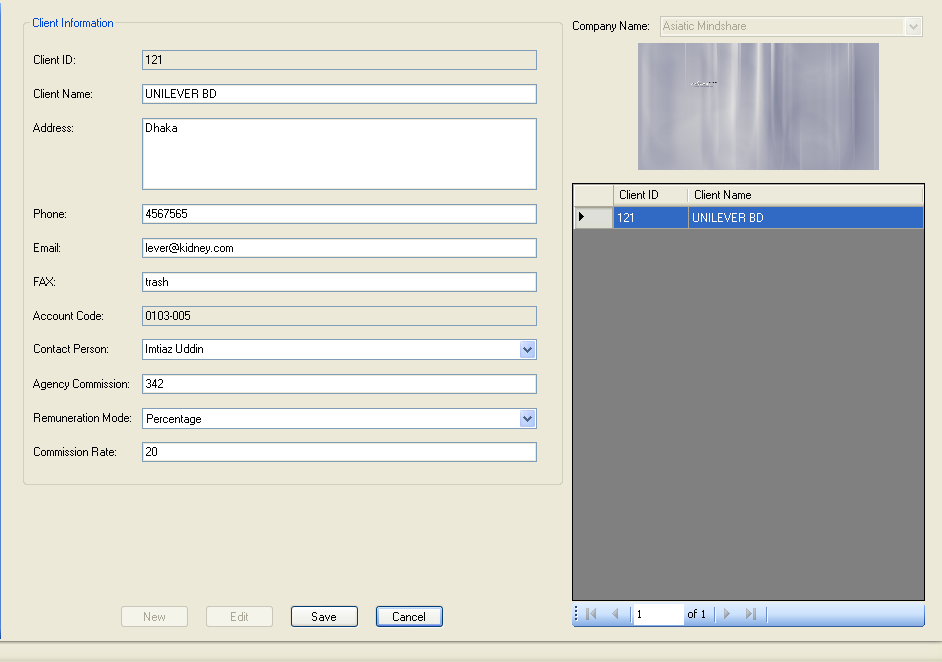 Client Information
Client ID: 121
Client Name: UNILEVER BD
Address: Dhaka
Phone: 4567565
Email: lever@kidney.com
FAX: trash
Account Code: 0103-005
Contact Person: Imtiaz Uddin
Agency Commission: 342
Remuneration Mode: Percentage
Commission Rate: 20
New Edit Save Cancel
Company Name: Asiatic Mindshare
Client ID Client Name
121 UNILEVER BD
1 of 1